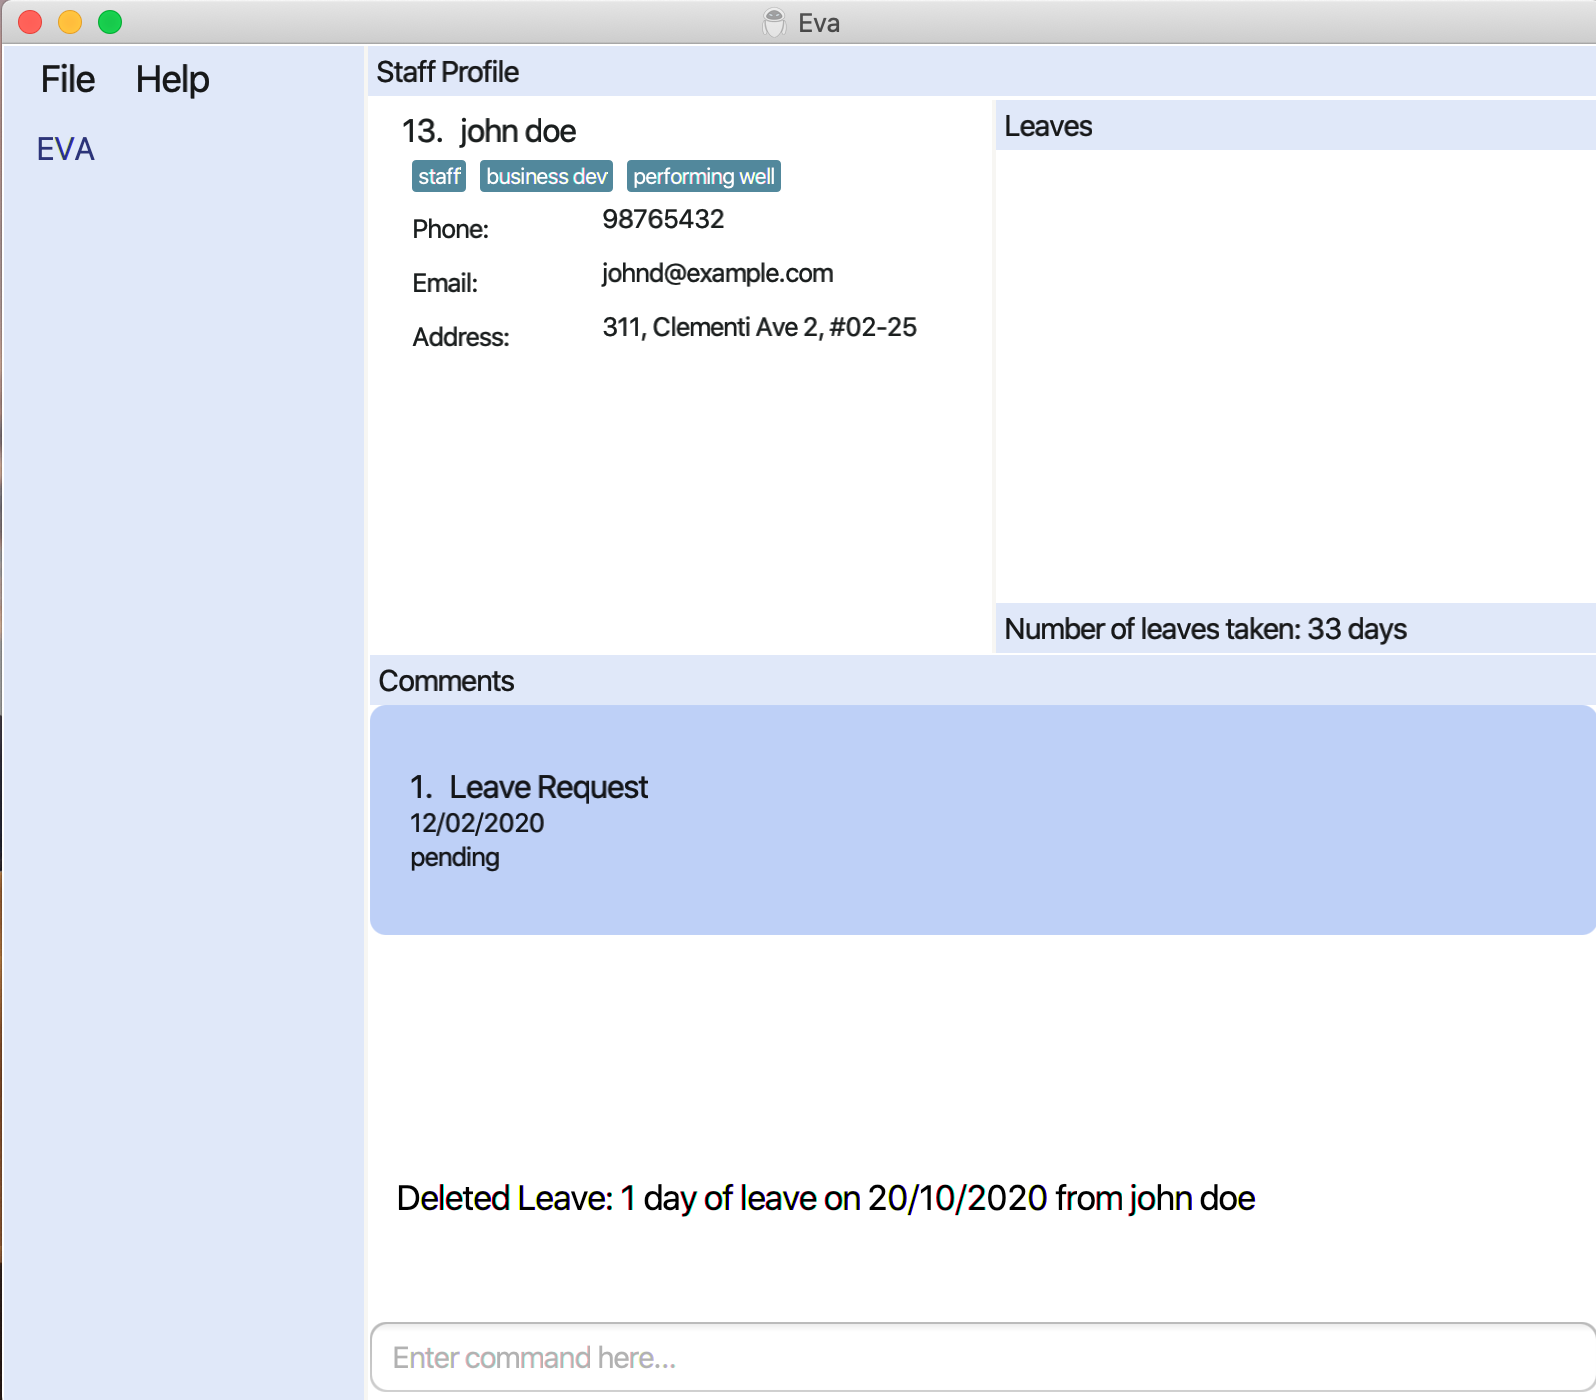 Eva
File Help
EVA
Staff Profile
13. john doe
staff business dev performing well
Phone: 98765432
Email: johnd@example.com
Address: 311, Clementi Ave 2, #02-25
Leaves
Number of leaves taken: 33 days
Comments
1. Leave Request
12/02/2020
pending
Deleted Leave: 1 day of leave on 20/10/2020 from john doe
Enter command here...